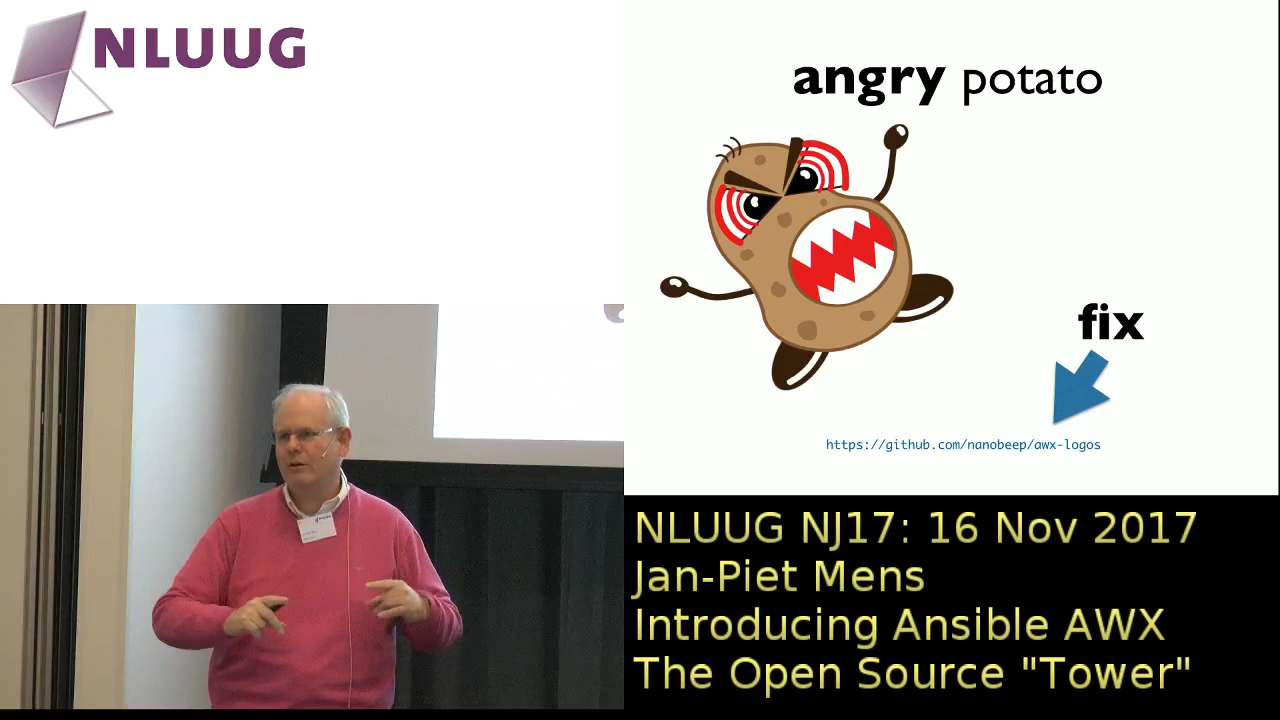 NLUUG
angry potato
fix
https://github.com/nanobeep/awx-logos
NLUUG NJ17: 16 Nov 2017
Jan-Piet Mens
Introducing Ansible AWX
The Open Source "Tower"